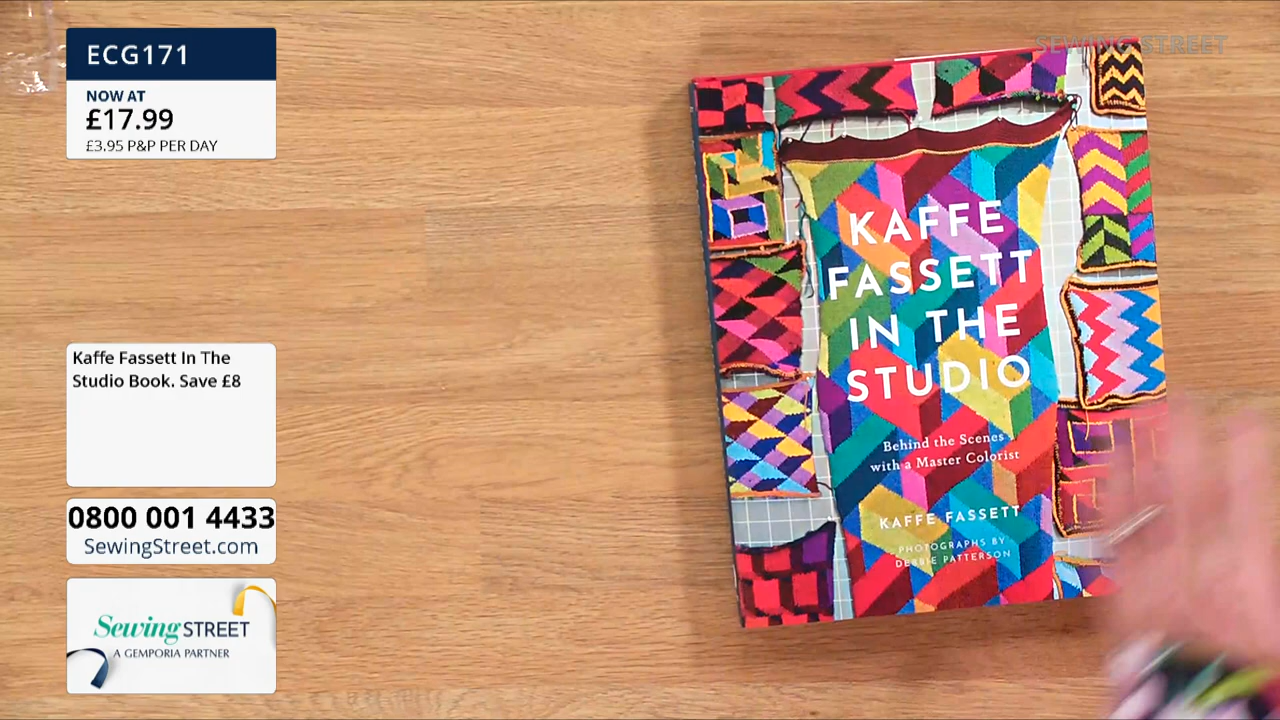 ECG171
NOW AT
£17.99
£3.95 P&P PER DAY
Kaffe Fassett In The
Studio Book. Save £8
0800 001 4433
SewingStreet.com
Sewing STREET
A GEMPORIA PARTNER
SEWING STREET
KAFFE
FASSETT
IN THE
STUDIO
Behind the Scenes
with a Master Colorist
KAFFE FASSETT
PHOTOGRAPHS BY
DEBBIE PATTERSON